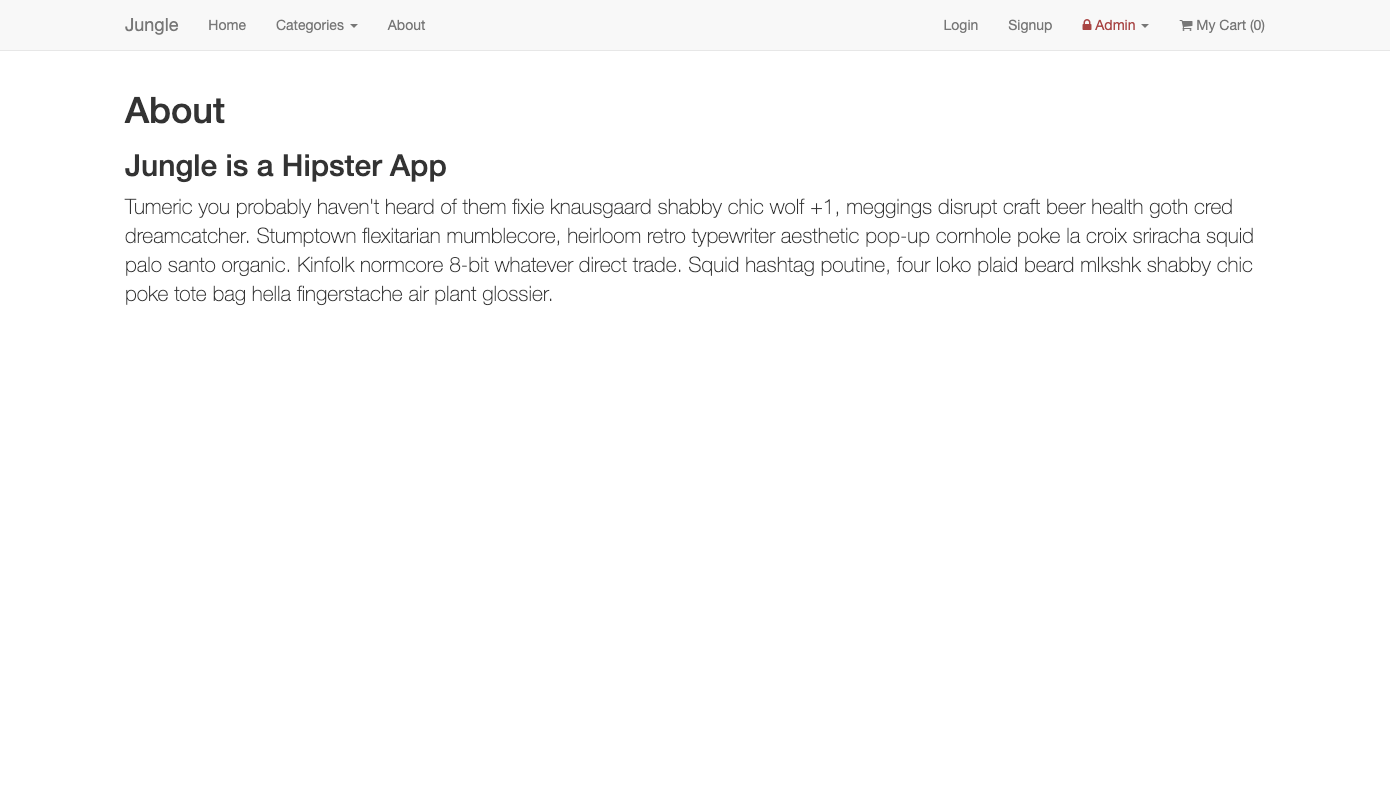 Jungle Home Categories About Login Signup Admin My Cart (0)
About
Jungle is a Hipster App
Tumeric you probably haven't heard of them fixie knausgaard shabby chic wolf +1, meggings disrupt craft beer health goth cred
dreamcatcher. Stumptown flexitarian mumblecore, heirloom retro typewriter aesthetic pop-up cornhole poke la croix sriracha squid
palo santo organic. Kinfolk normcore 8-bit whatever direct trade. Squid hashtag poutine, four loko plaid beard mlkshk shabby chic
poke tote bag hella fingerstache air plant glossier.